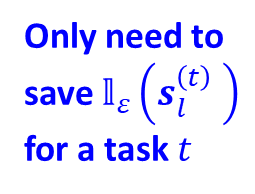 Only need to
save 𝕀_ε(s_l^(t))
for a task t